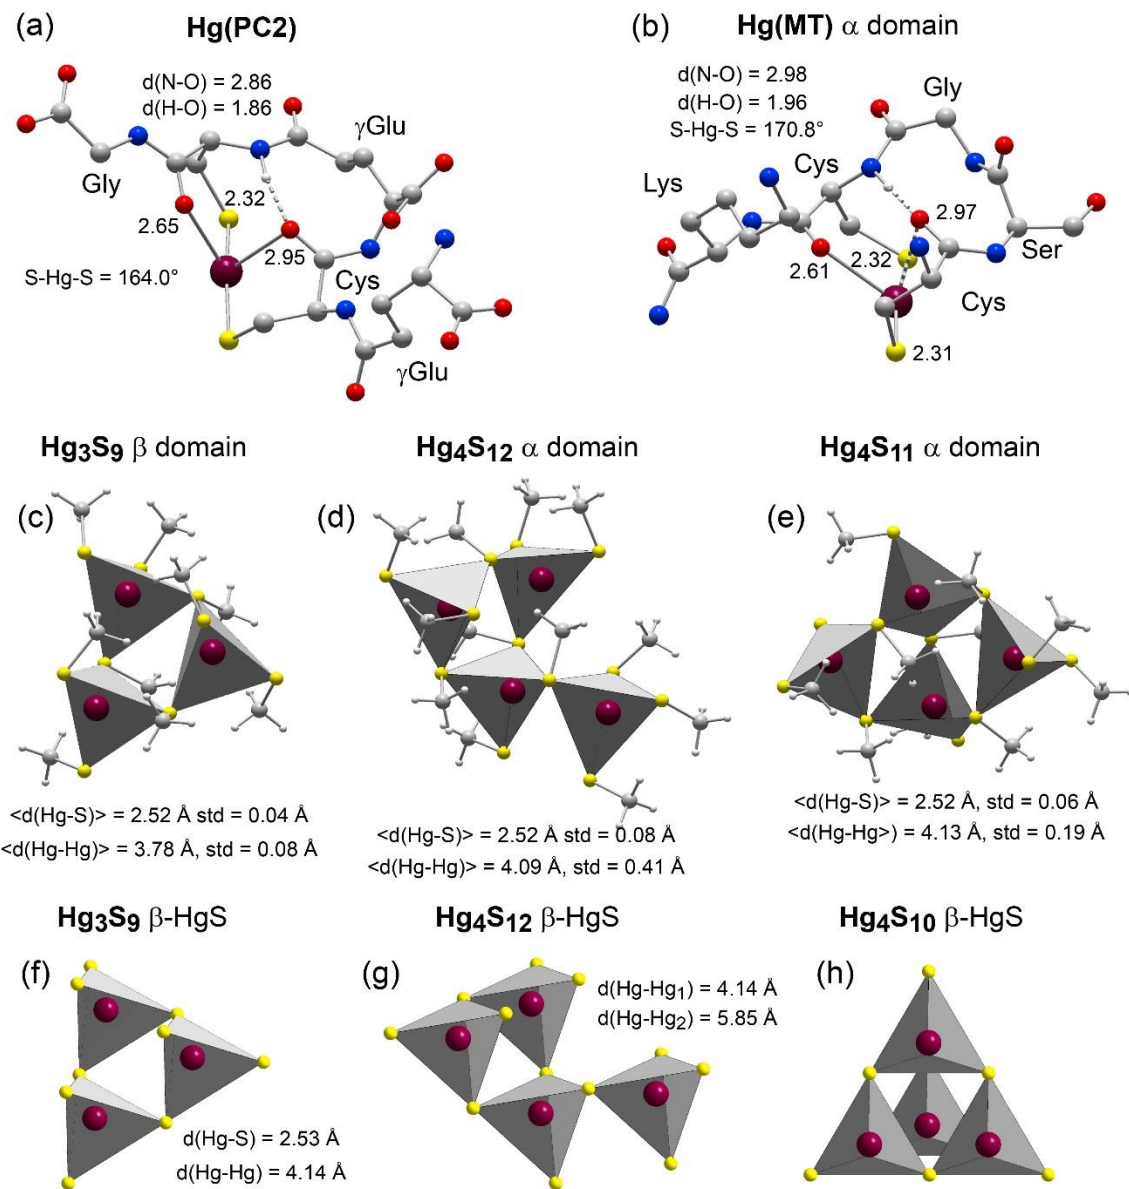 (a)
Hg(PC2)
d(N-O) = 2.86
d(H-O) = 1.86
γGlu
Gly
2.32
2.65
2.95
S-Hg-S = 164.0°
Cys
γGlu
(b)
Hg(MT) α domain
d(N-O) = 2.98
d(H-O) = 1.96
S-Hg-S = 170.8°
Gly
Cys
Lys
2.97
2.32
Ser
2.61
Cys
2.31
Hg3S9 β domain
(c)
<d(Hg-S)> = 2.52 Å std = 0.04 Å
<d(Hg-Hg)> = 3.78 Å, std = 0.08 Å
Hg4S12 α domain
(d)
<d(Hg-S)> = 2.52 Å std = 0.08 Å
<d(Hg-Hg)> = 4.09 Å, std = 0.41 Å
Hg4S11 α domain
(e)
<d(Hg-S)> = 2.52 Å, std = 0.06 Å
<d(Hg-Hg>) = 4.13 Å, std = 0.19 Å
Hg3S9 β-HgS
(f)
d(Hg-S) = 2.53 Å
d(Hg-Hg) = 4.14 Å
Hg4S12 β-HgS
(g)
d(Hg-Hg1) = 4.14 Å
d(Hg-Hg2) = 5.85 Å
Hg4S10 β-HgS
(h)